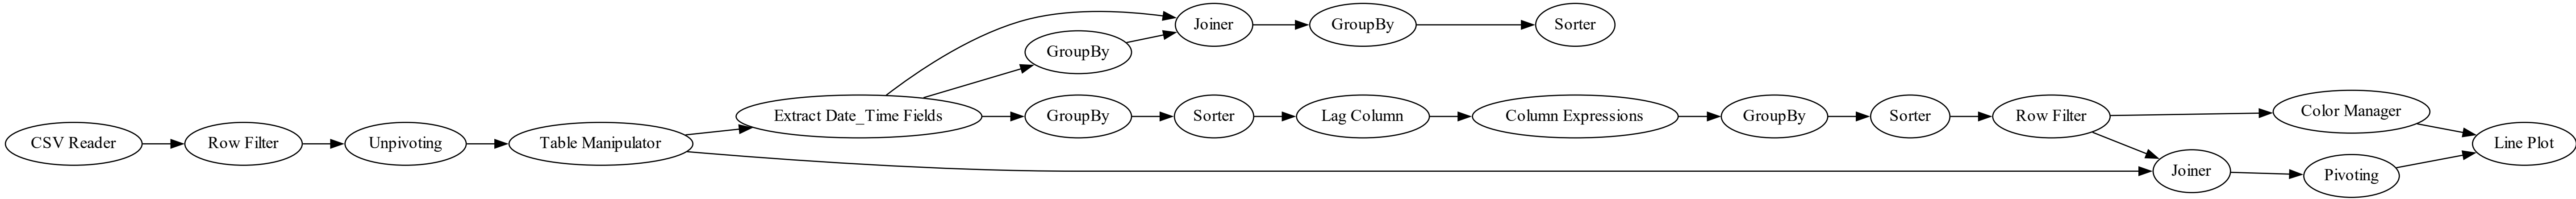 CSV Reader
Row Filter
Unpivoting
Table Manipulator
Extract Date_Time Fields
Joiner
GroupBy
Sorter
GroupBy
GroupBy
Sorter
Lag Column
Column Expressions
GroupBy
Sorter
Row Filter
Color Manager
Joiner
Pivoting
Line Plot